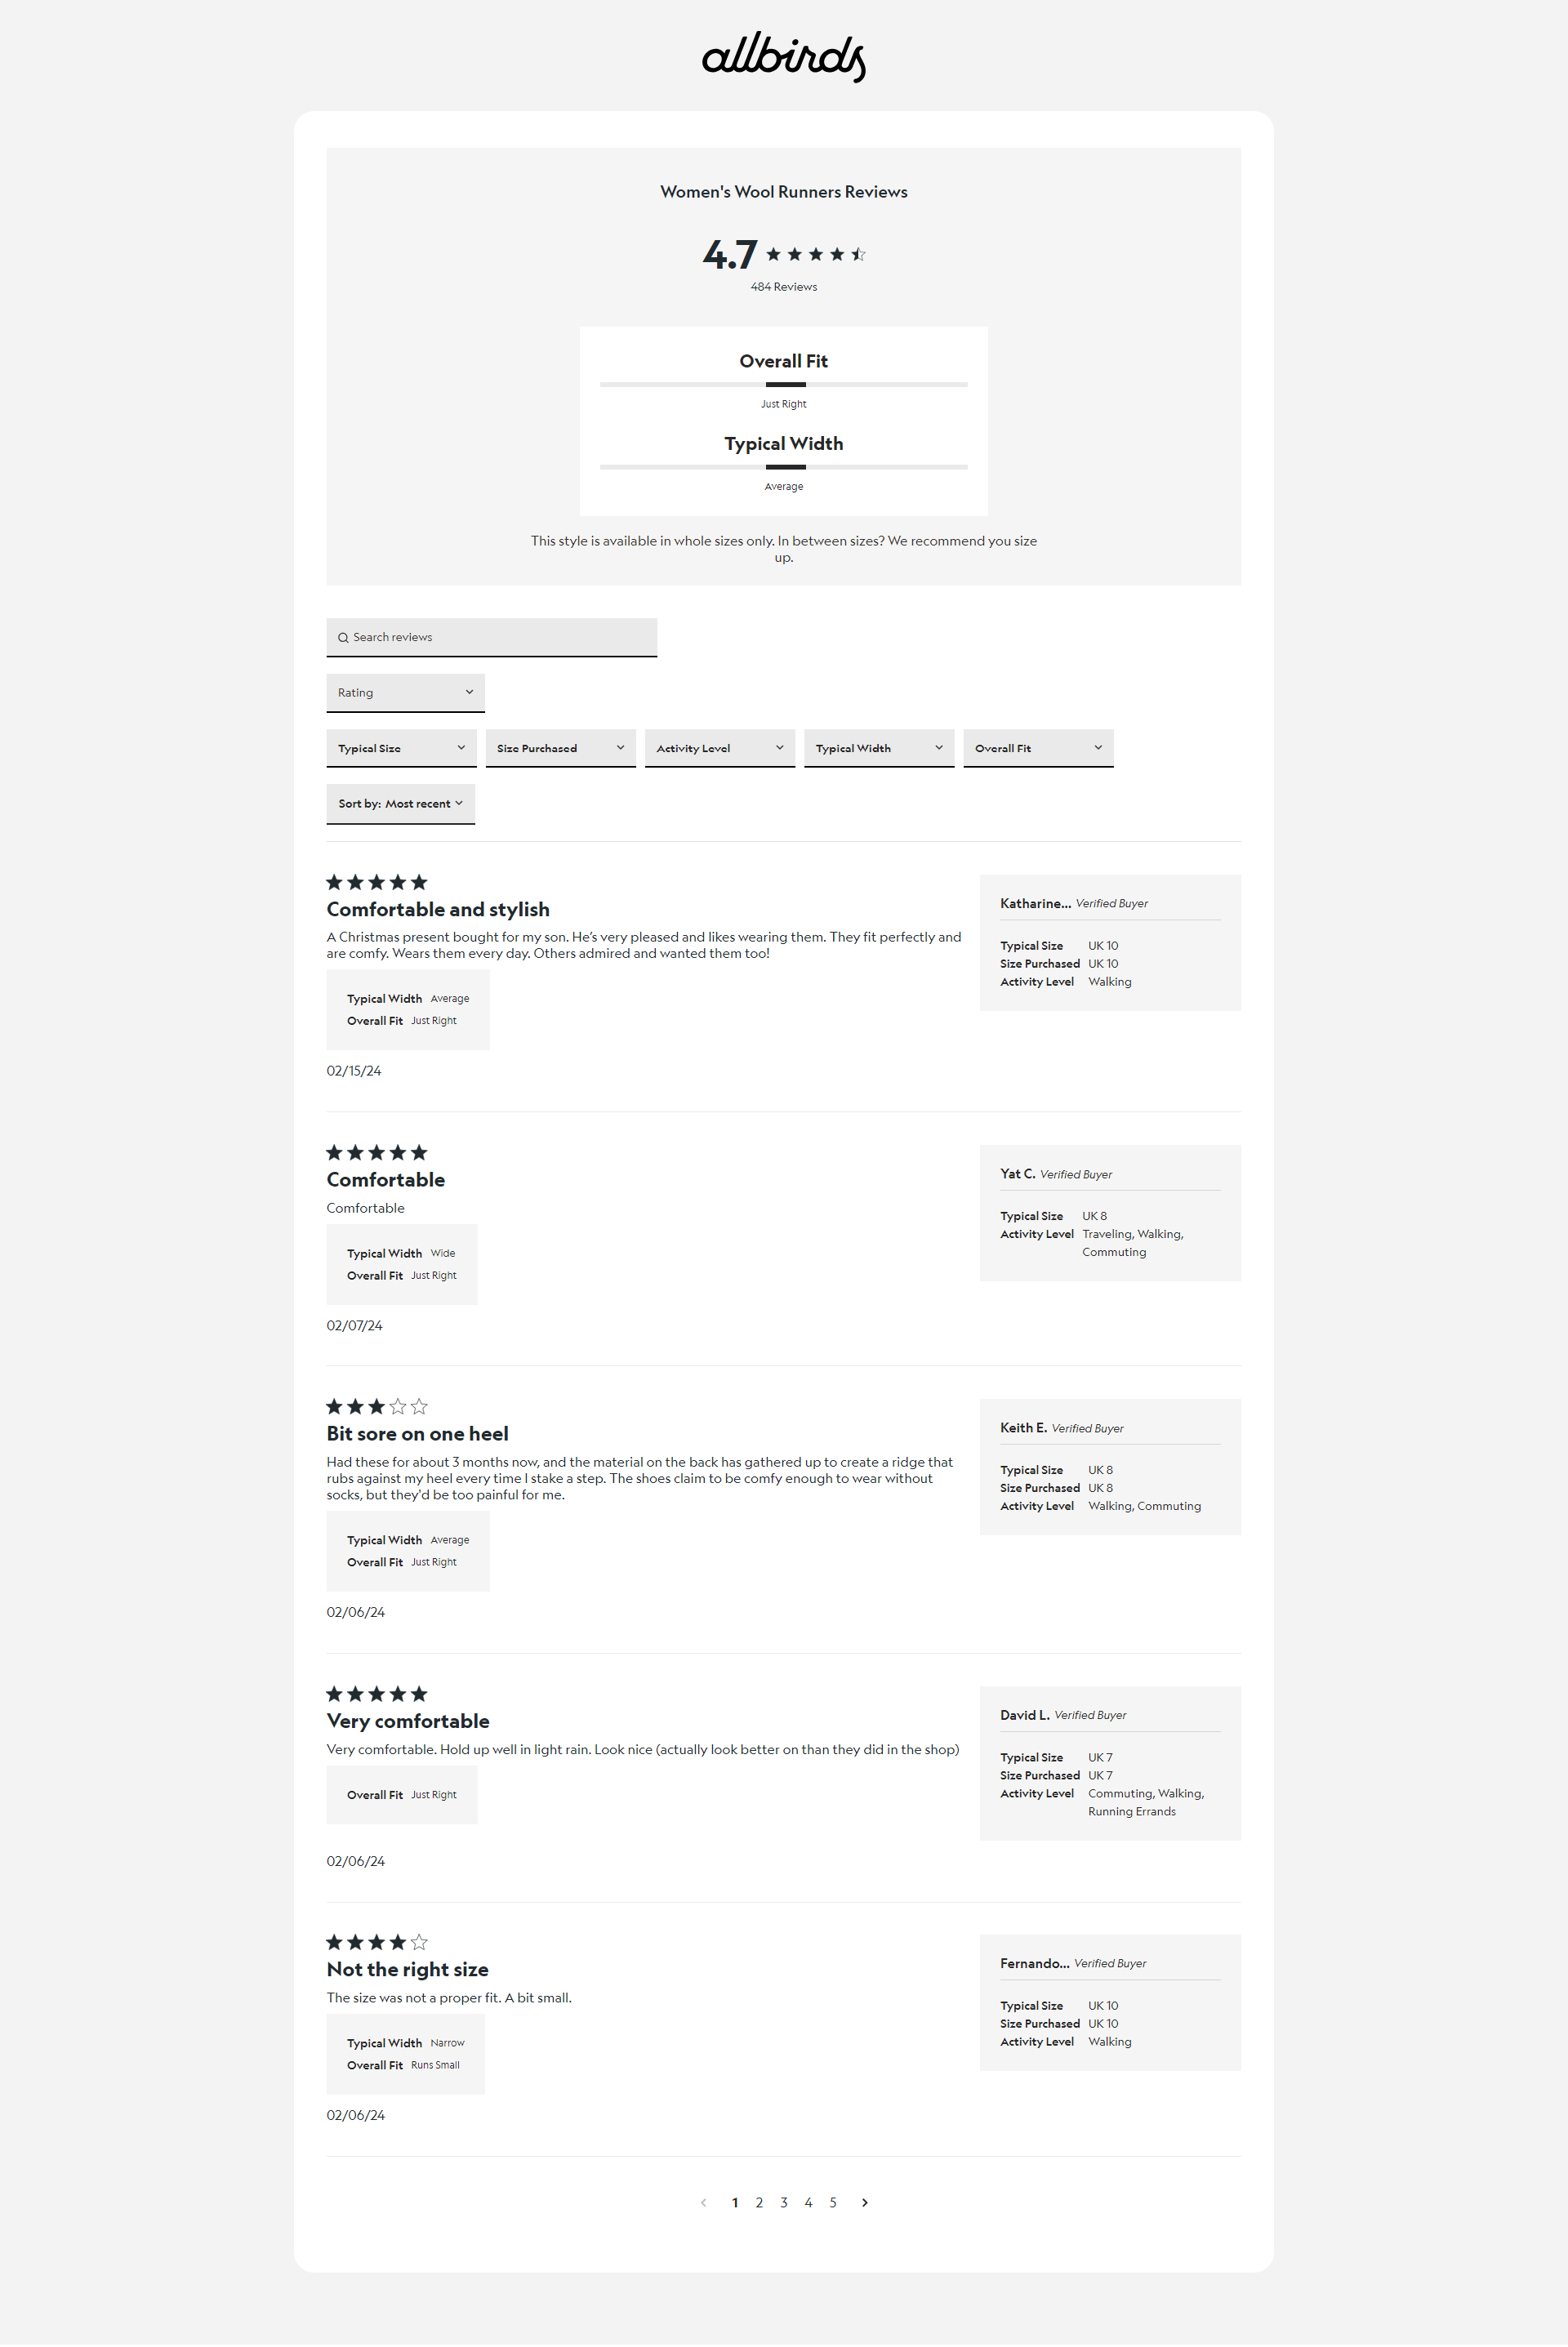 allbirds
Women's Wool Runners Reviews
4.7
484 Reviews
Overall Fit
Just Right
Typical Width
Average
This style is available in whole sizes only. In between sizes? We recommend you size
up.
Search reviews
Rating
Typical Size Size Purchased Activity Level Typical Width Overall Fit
Sort by: Most recent
Comfortable and stylish
A Christmas present bought for my son. He's very pleased and likes wearing them. They fit perfectly and
are comfy. Wears them every day. Others admired and wanted them too!
Typical Width Average
Overall Fit Just Right
02/15/24
Katharine... Verified Buyer
Typical Size UK 10
Size Purchased UK 10
Activity Level Walking
Comfortable
Comfortable
Typical Width Wide
Overall Fit Just Right
02/07/24
Yat C. Verified Buyer
Typical Size UK 8
Activity Level Traveling, Walking,
Commuting
Bit sore on one heel
Had these for about 3 months now, and the material on the back has gathered up to create a ridge that
rubs against my heel every time I stake a step. The shoes claim to be comfy enough to wear without
socks, but they'd be too painful for me.
Typical Width Average
Overall Fit Just Right
02/06/24
Keith E. Verified Buyer
Typical Size UK 8
Size Purchased UK 8
Activity Level Walking, Commuting
Very comfortable
Very comfortable. Hold up well in light rain. Look nice (actually look better on than they did in the shop)
Overall Fit Just Right
02/06/24
David L. Verified Buyer
Typical Size UK 7
Size Purchased UK 7
Activity Level Commuting, Walking,
Running Errands
Not the right size
The size was not a proper fit. A bit small.
Typical Width Narrow
Overall Fit Runs Small
02/06/24
Fernando... Verified Buyer
Typical Size UK 10
Size Purchased UK 10
Activity Level Walking
1 2 3 4 5